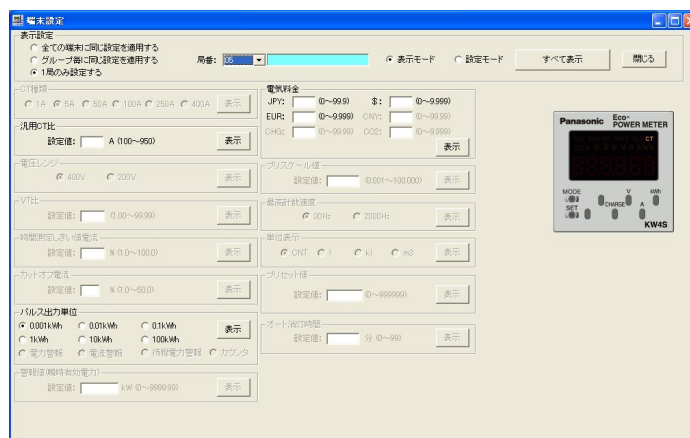 端末設定
表示設定
全ての端末に同じ設定を適用する
グループ毎に同じ設定を適用する
1局のみ設定する
局番: 05
表示モード 設定モード
すべて表示
閉じる
CT種類
1A 5A 50A 100A 250A 400A 表示
汎用CT比
設定値: A (100~950) 表示
電圧レンジ
400V 200V 表示
VT比
設定値: (1.00~99.99) 表示
時間測定しきい値電流
設定値: % (1.0~100.0) 表示
カットオフ電流
設定値: % (1.0~50.0) 表示
パルス出力単位
0.001kWh 0.01kWh 0.1kWh 表示
1kWh 10kWh 100kWh
電力警報 電流警報 待機電力警報 カウンタ
警報値(瞬時有効電力)
設定値: kW (0~9999.99) 表示
電気料金
JPY: (0~99.9) $: (0~9.999)
EUR: (0~9.999) CNY: (0~9.999)
CHG: (0~99.99) CO2: (0~9.999)
表示
プリスケール値
設定値: (0.001~100.000) 表示
最高計数速度
30Hz 2000Hz 表示
単位表示
CNT l kl m3 表示
プリセット値
設定値: (0~999999) 表示
オート消灯時間
設定値: 分 (0~99) 表示
Panasonic Eco-POWER METER
CT
MODE
SET
CHARGE
V
A
kWh
KW4S